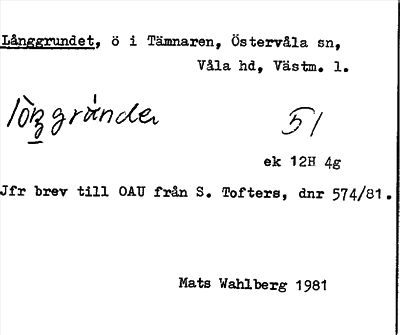 Långgrundet, ö i Tämnaren, Östervåla sn,
Våla hd, Västm. l.
51
ek 12H 4g
Jfr brev till OAU från S. Tofters, dnr 574/81.
Mats Wahlberg 1981